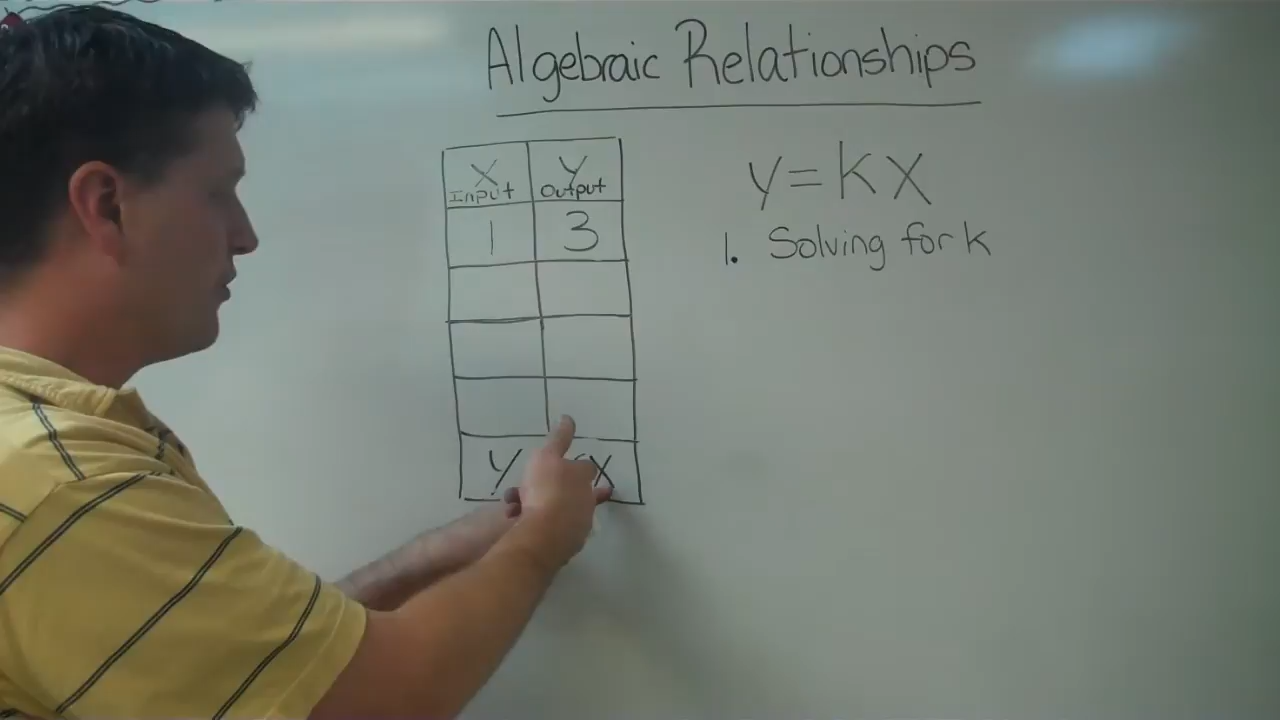 Algebraic Relationships
X Y
Input Output
1 3
Y X
y = kx
1. Solving for k